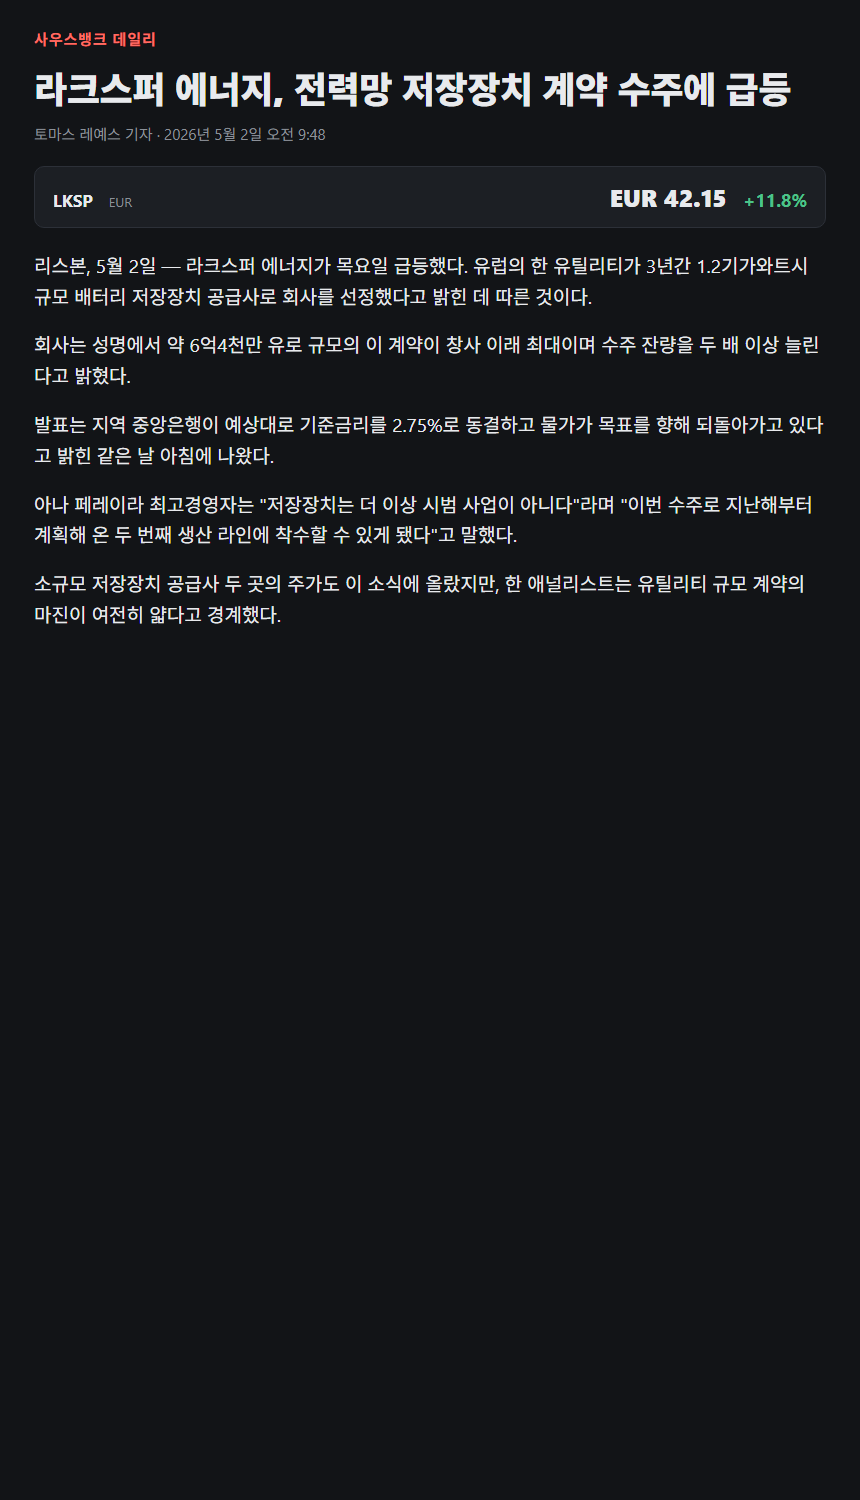 사우스뱅크 데일리
라크스퍼 에너지, 전력망 저장장치 계약 수주에 급등
토마스 레예스 기자 · 2026년 5월 2일 오전 9:48
LKSP EUR EUR 42.15 +11.8%
리스본, 5월 2일 — 라크스퍼 에너지가 목요일 급등했다. 유럽의 한 유틸리티가 3년간 1.2기가와트시
규모 배터리 저장장치 공급사로 회사를 선정했다고 밝힌 데 따른 것이다.
회사는 성명에서 약 6억4천만 유로 규모의 이 계약이 창사 이래 최대이며 수주 잔량을 두 배 이상 늘린
다고 밝혔다.
발표는 지역 중앙은행이 예상대로 기준금리를 2.75%로 동결하고 물가가 목표를 향해 되돌아가고 있다
고 밝힌 같은 날 아침에 나왔다.
아나 페레이라 최고경영자는 "저장장치는 더 이상 시범 사업이 아니다"라며 "이번 수주로 지난해부터
계획해 온 두 번째 생산 라인에 착수할 수 있게 됐다"고 말했다.
소규모 저장장치 공급사 두 곳의 주가도 이 소식에 올랐지만, 한 애널리스트는 유틸리티 규모 계약의
마진이 여전히 얇다고 경계했다.